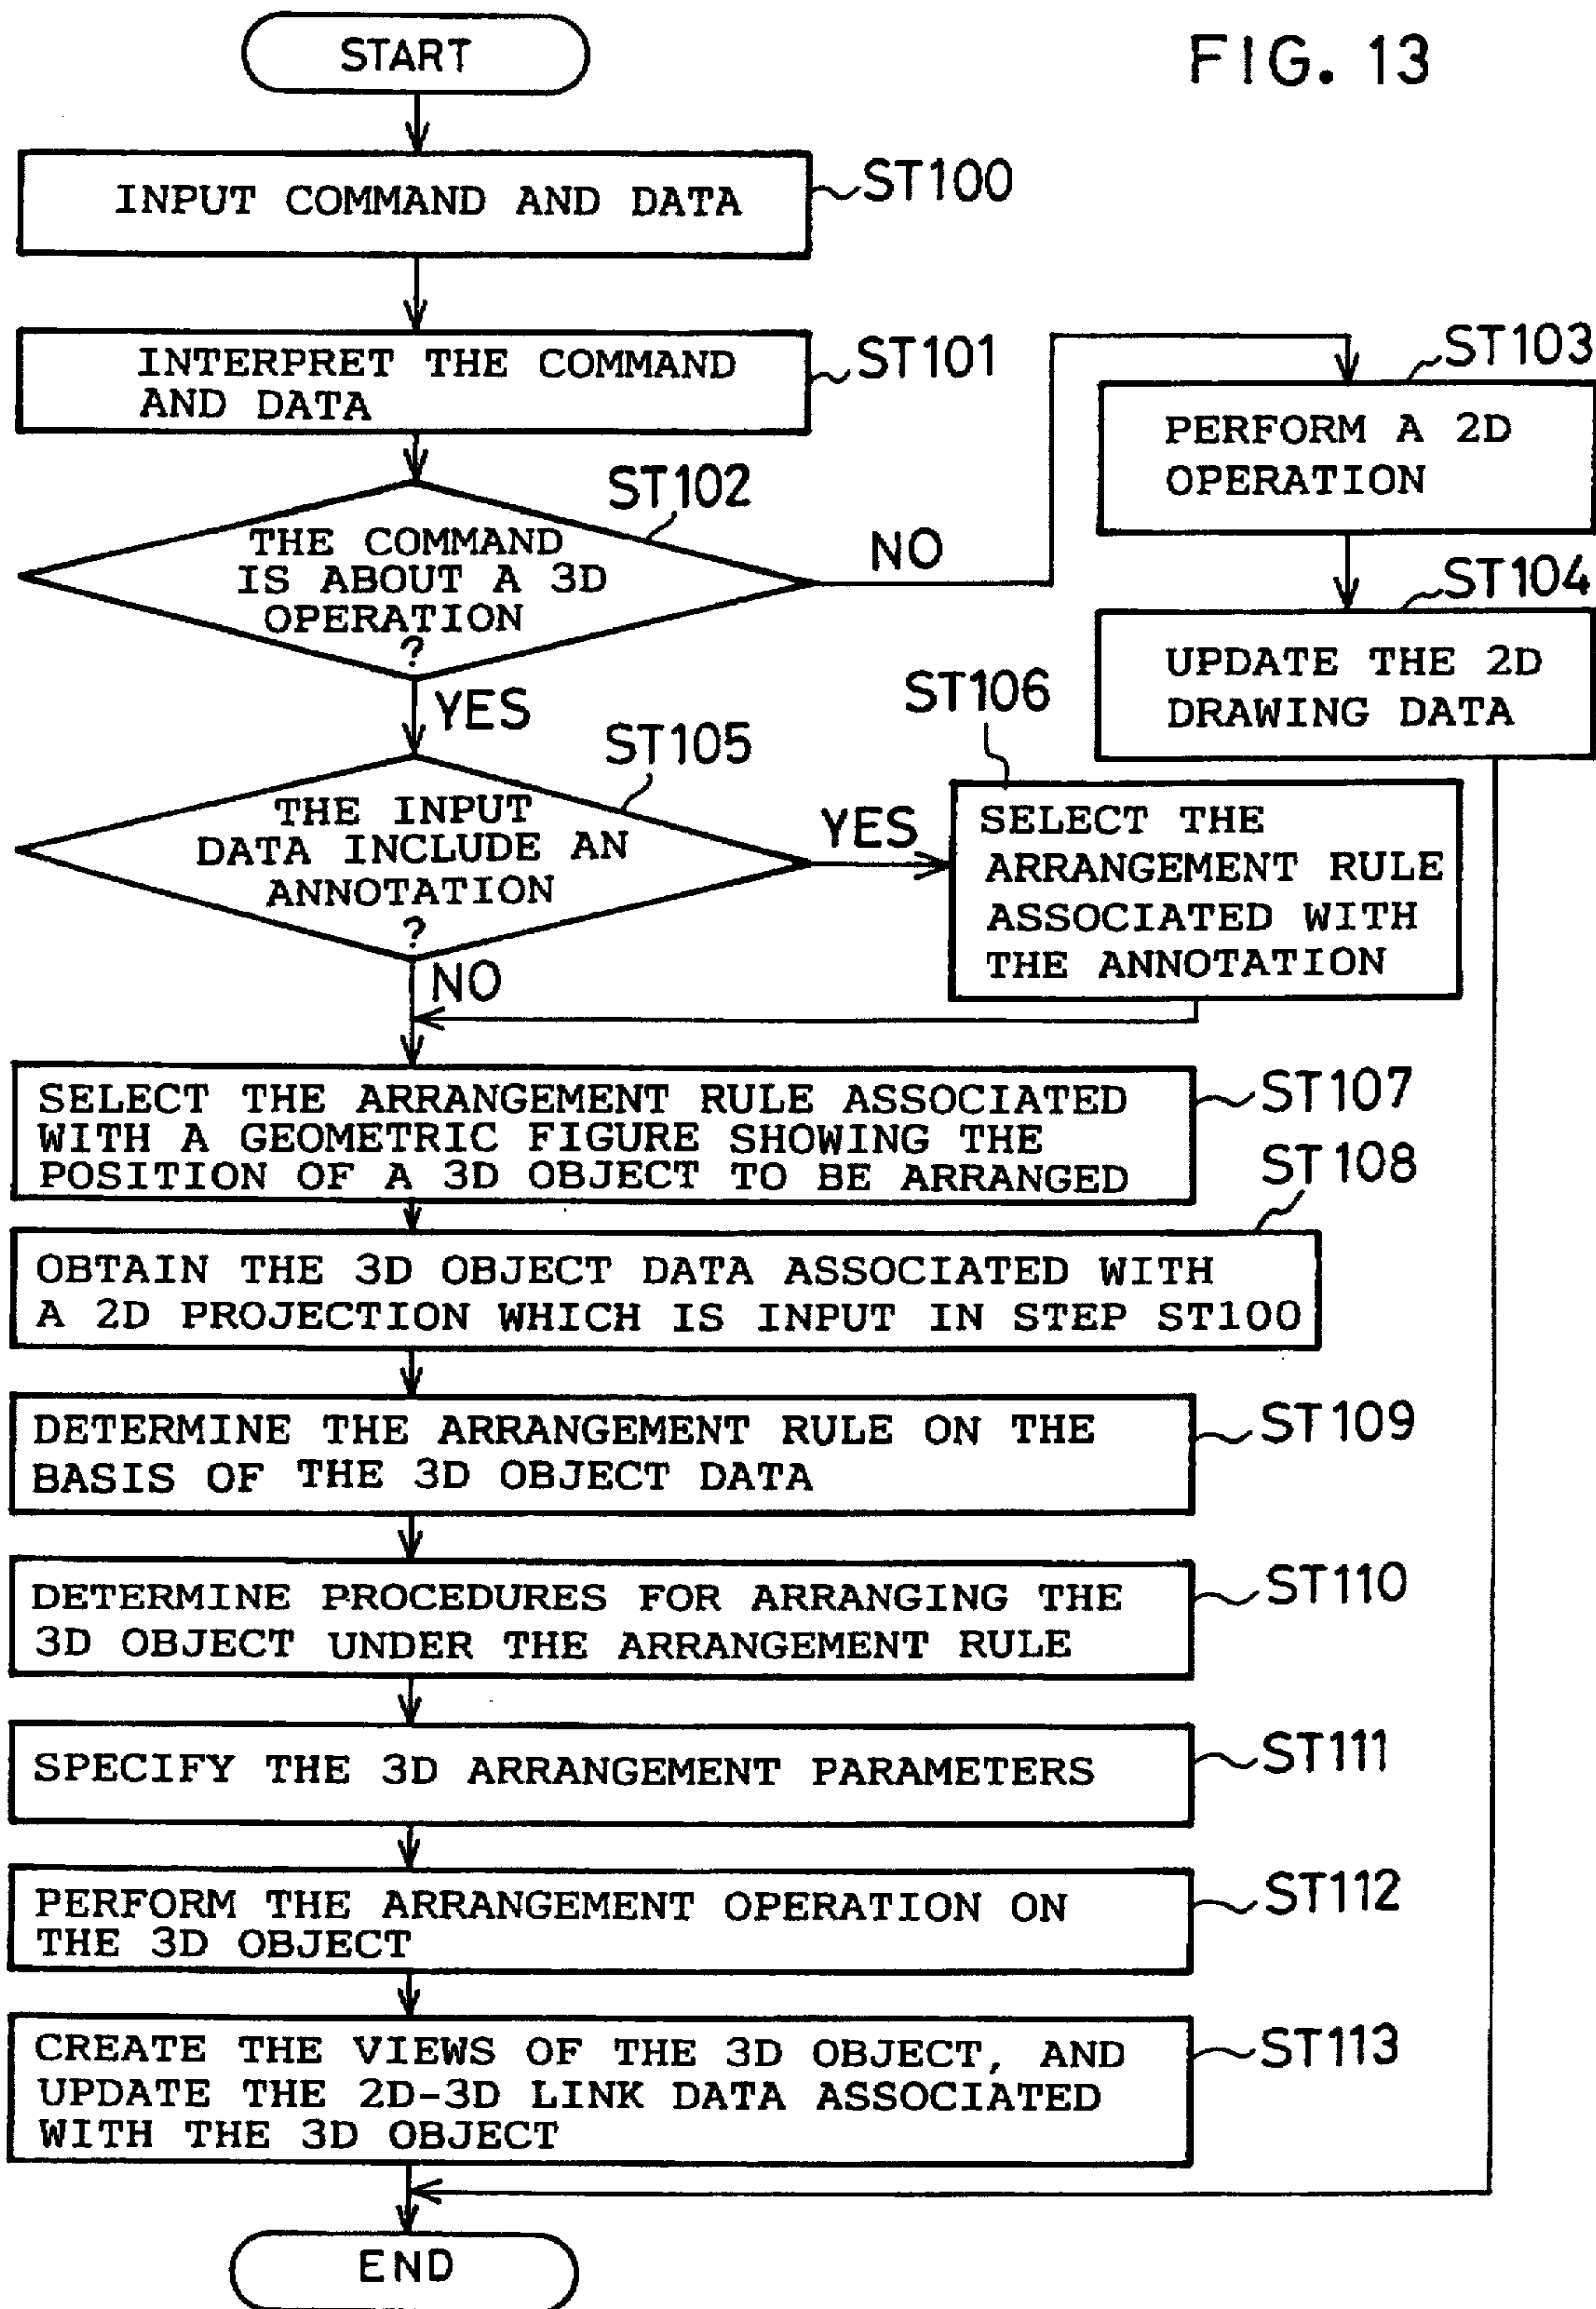 FIG. 13
START
INPUT COMMAND AND DATA
ST100
INTERPRET THE COMMAND
AND DATA
ST101
ST102
THE COMMAND
IS ABOUT A 3D
OPERATION
?
NO
YES
ST103
PERFORM A 2D
OPERATION
ST104
UPDATE THE 2D
DRAWING DATA
ST105
THE INPUT
DATA INCLUDE AN
ANNOTATION
?
YES
NO
ST106
SELECT THE
ARRANGEMENT RULE
ASSOCIATED WITH
THE ANNOTATION
SELECT THE ARRANGEMENT RULE ASSOCIATED
WITH A GEOMETRIC FIGURE SHOWING THE
POSITION OF A 3D OBJECT TO BE ARRANGED
ST107
ST108
OBTAIN THE 3D OBJECT DATA ASSOCIATED WITH
A 2D PROJECTION WHICH IS INPUT IN STEP ST100
DETERMINE THE ARRANGEMENT RULE ON THE
BASIS OF THE 3D OBJECT DATA
ST109
DETERMINE PROCEDURES FOR ARRANGING THE
3D OBJECT UNDER THE ARRANGEMENT RULE
ST110
SPECIFY THE 3D ARRANGEMENT PARAMETERS
ST111
PERFORM THE ARRANGEMENT OPERATION ON
THE 3D OBJECT
ST112
CREATE THE VIEWS OF THE 3D OBJECT, AND
UPDATE THE 2D-3D LINK DATA ASSOCIATED
WITH THE 3D OBJECT
ST113
END